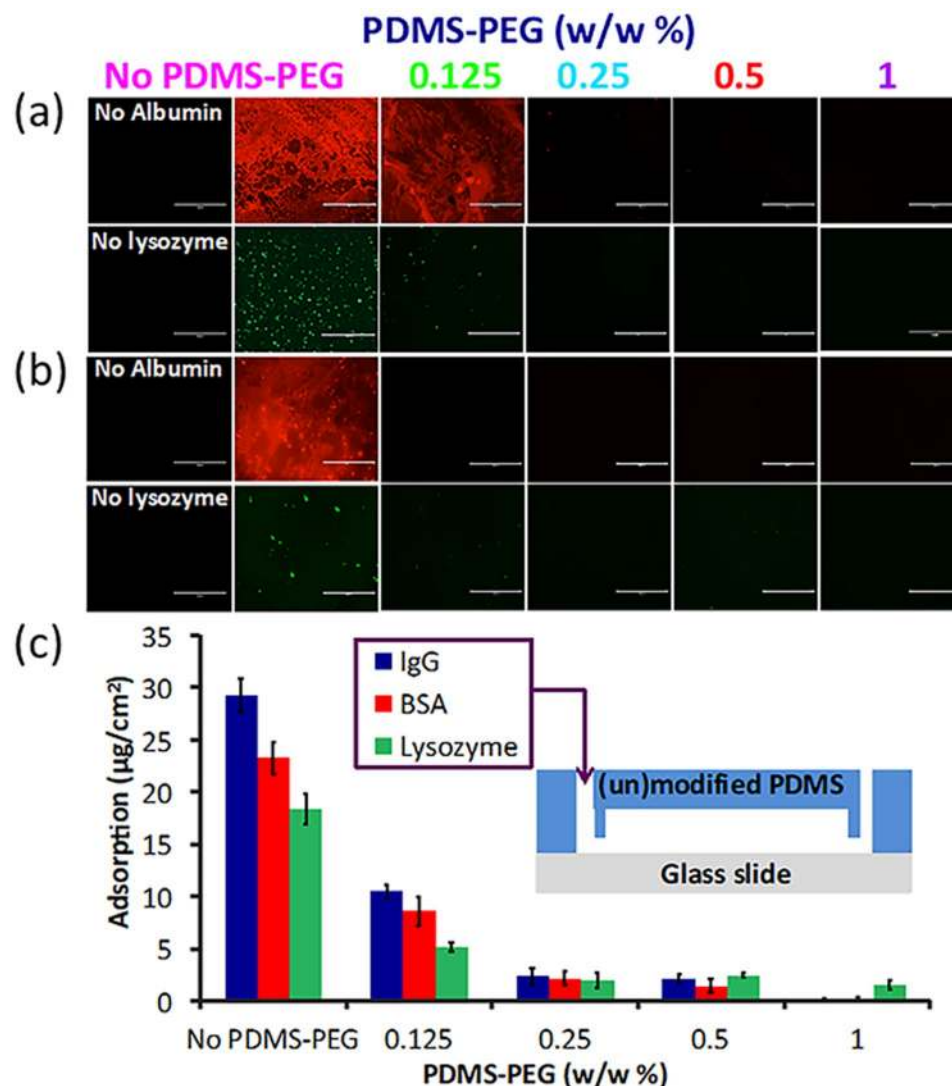 PDMS-PEG (w/w %)
No PDMS-PEG 0.125 0.25 0.5 1
(a)
No Albumin
No lysozyme
(b)
No Albumin
No lysozyme
(c)
35
30
25
20
15
10
5
0
Adsorption (µg/cm²)
IgG
BSA
Lysozyme
(un)modified PDMS
Glass slide
No PDMS-PEG 0.125 0.25 0.5 1
PDMS-PEG (w/w %)